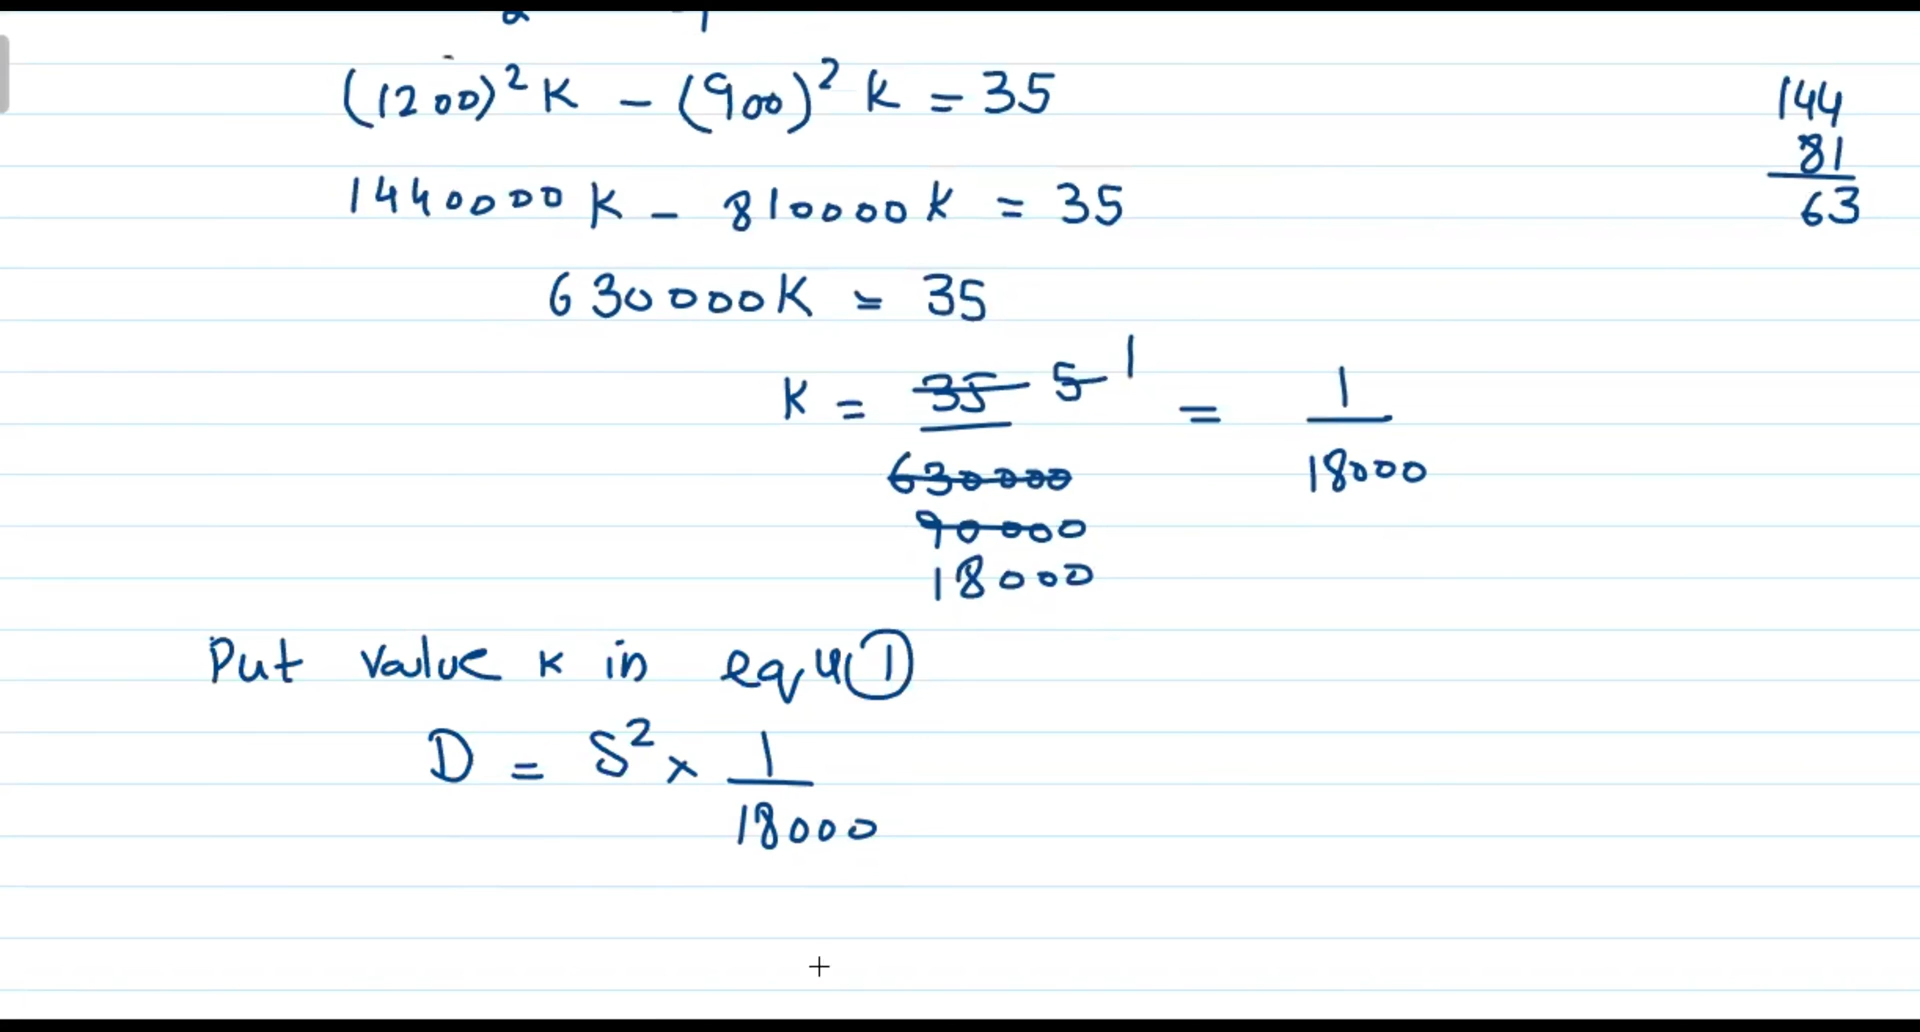 (1200)² K - (900)² K = 35
1440000 K - 810000 K = 35
630000 K = 35
K = 35 5 1 = 1
630000 18000
90000
18000
Put value K in equ ①
D = S² × 1
18000
144
81
63